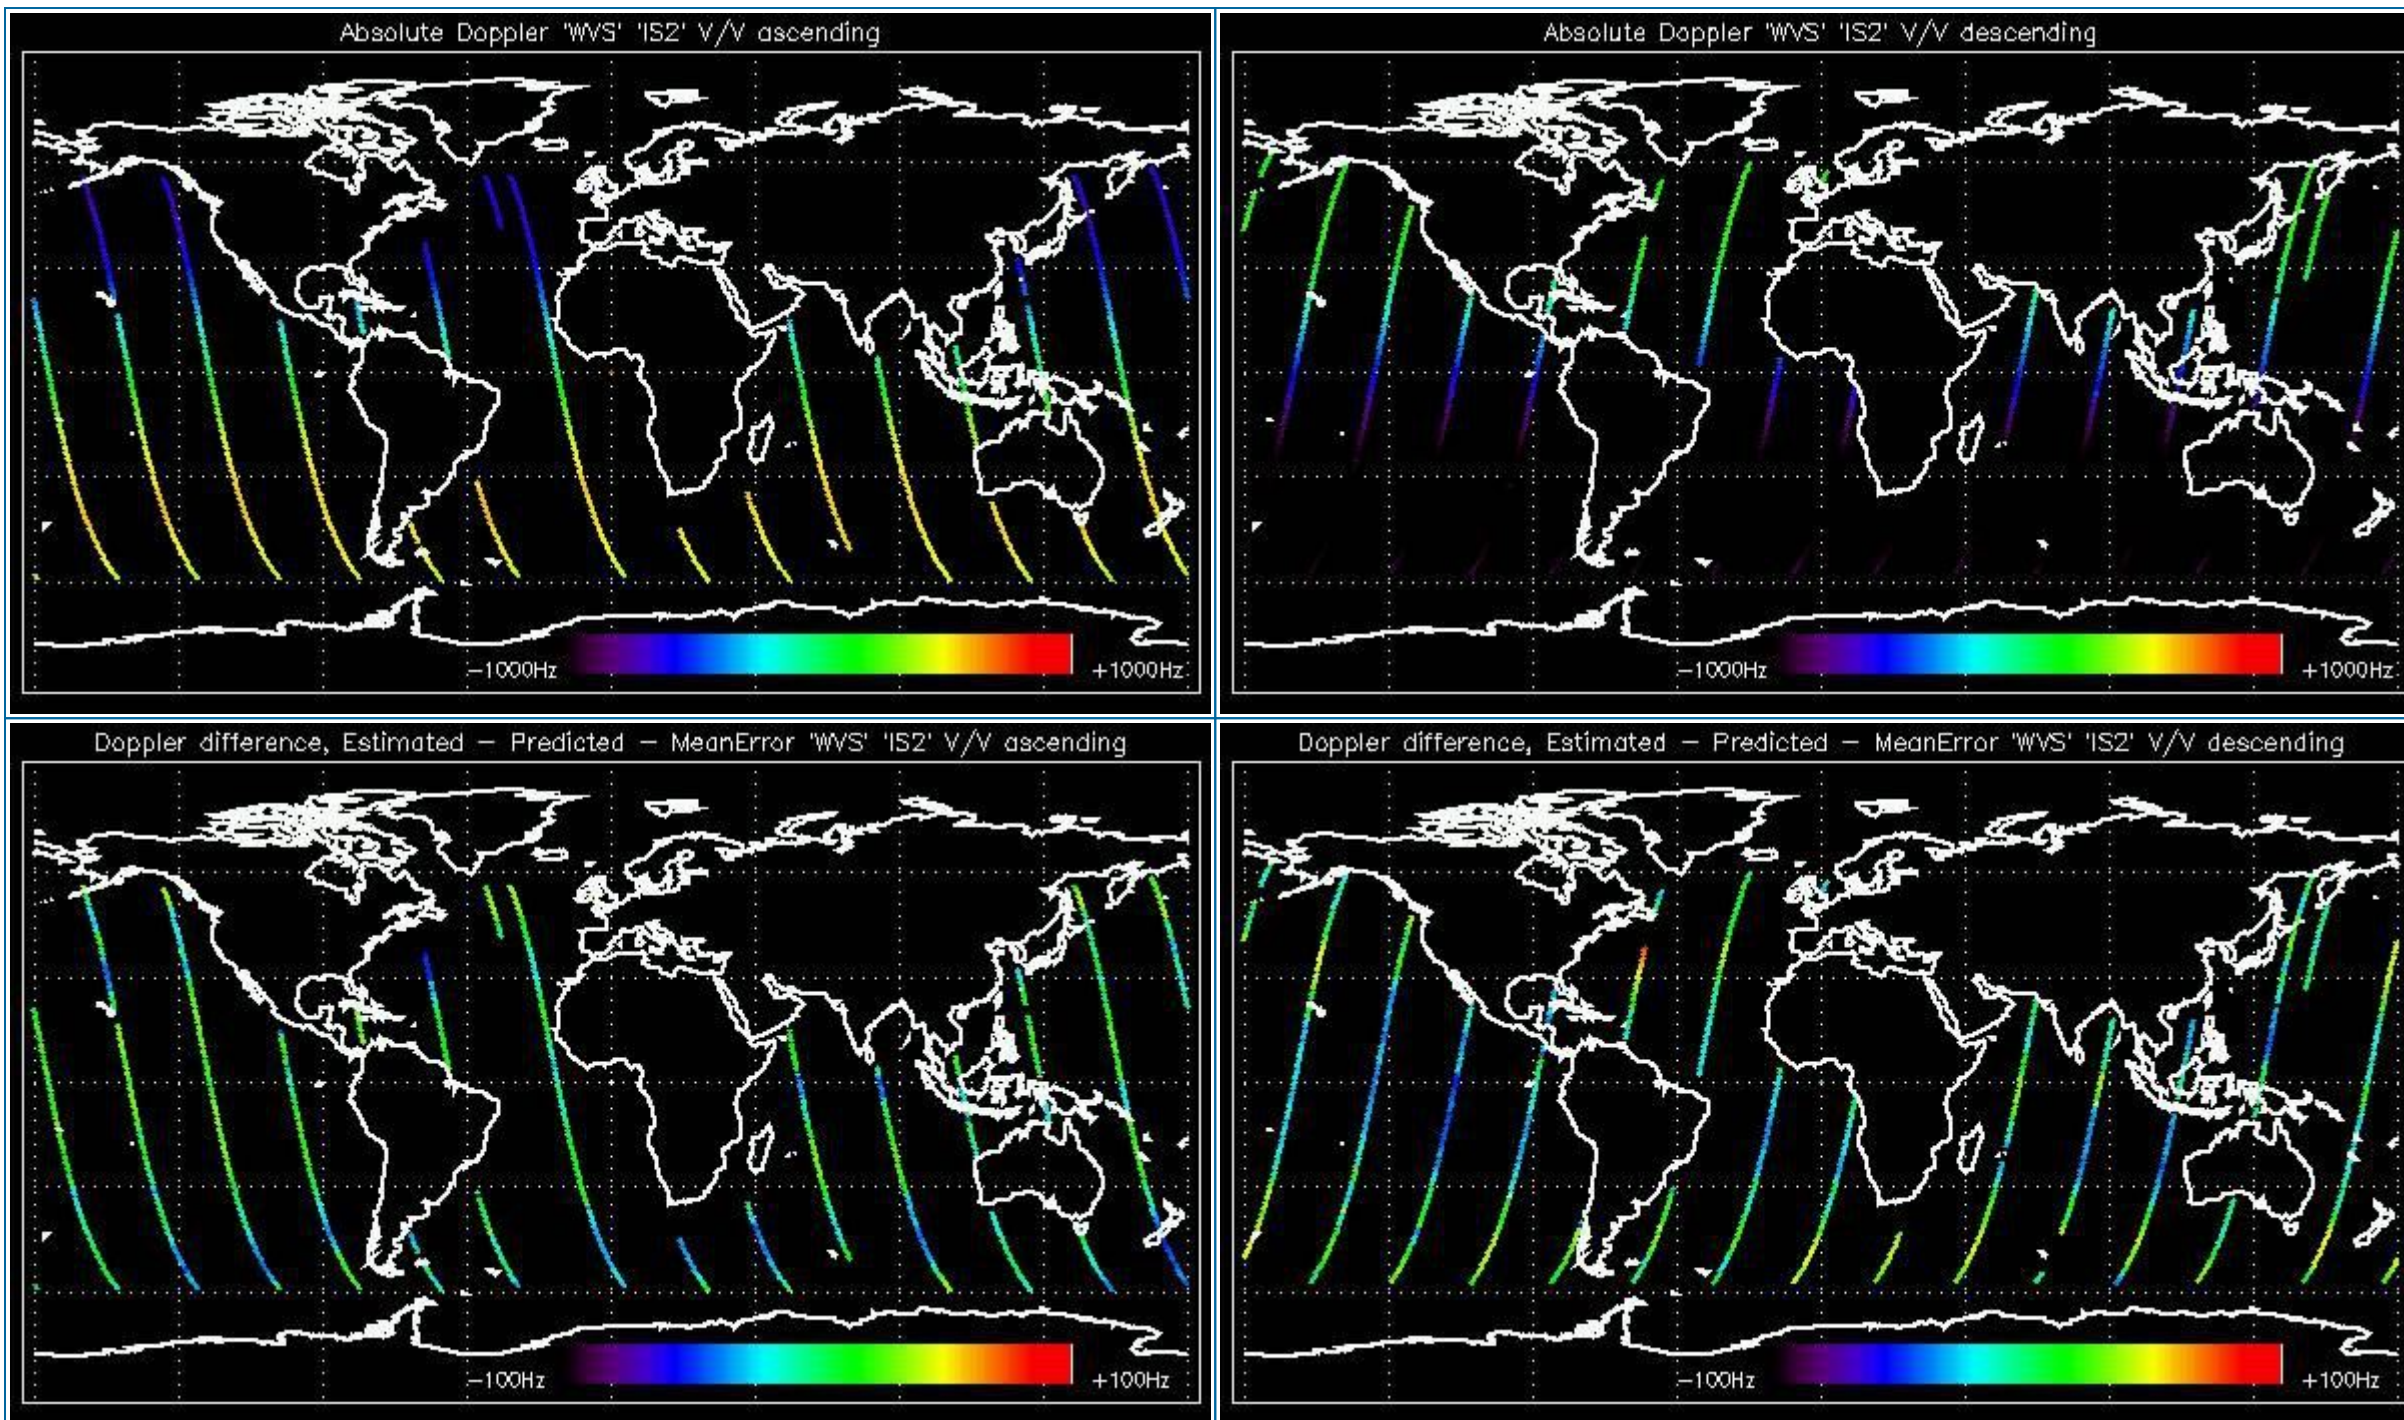 Absolute Doppler 'WVS' 'IS2' V/V ascending
-1000Hz
+1000Hz
Absolute Doppler 'WVS' 'IS2' V/V descending
-1000Hz
+1000Hz
Doppler difference, Estimated - Predicted - MeanError 'WVS' 'IS2' V/V ascending
-100Hz
+100Hz
Doppler difference, Estimated - Predicted - MeanError 'WVS' 'IS2' V/V descending
-100Hz
+100Hz